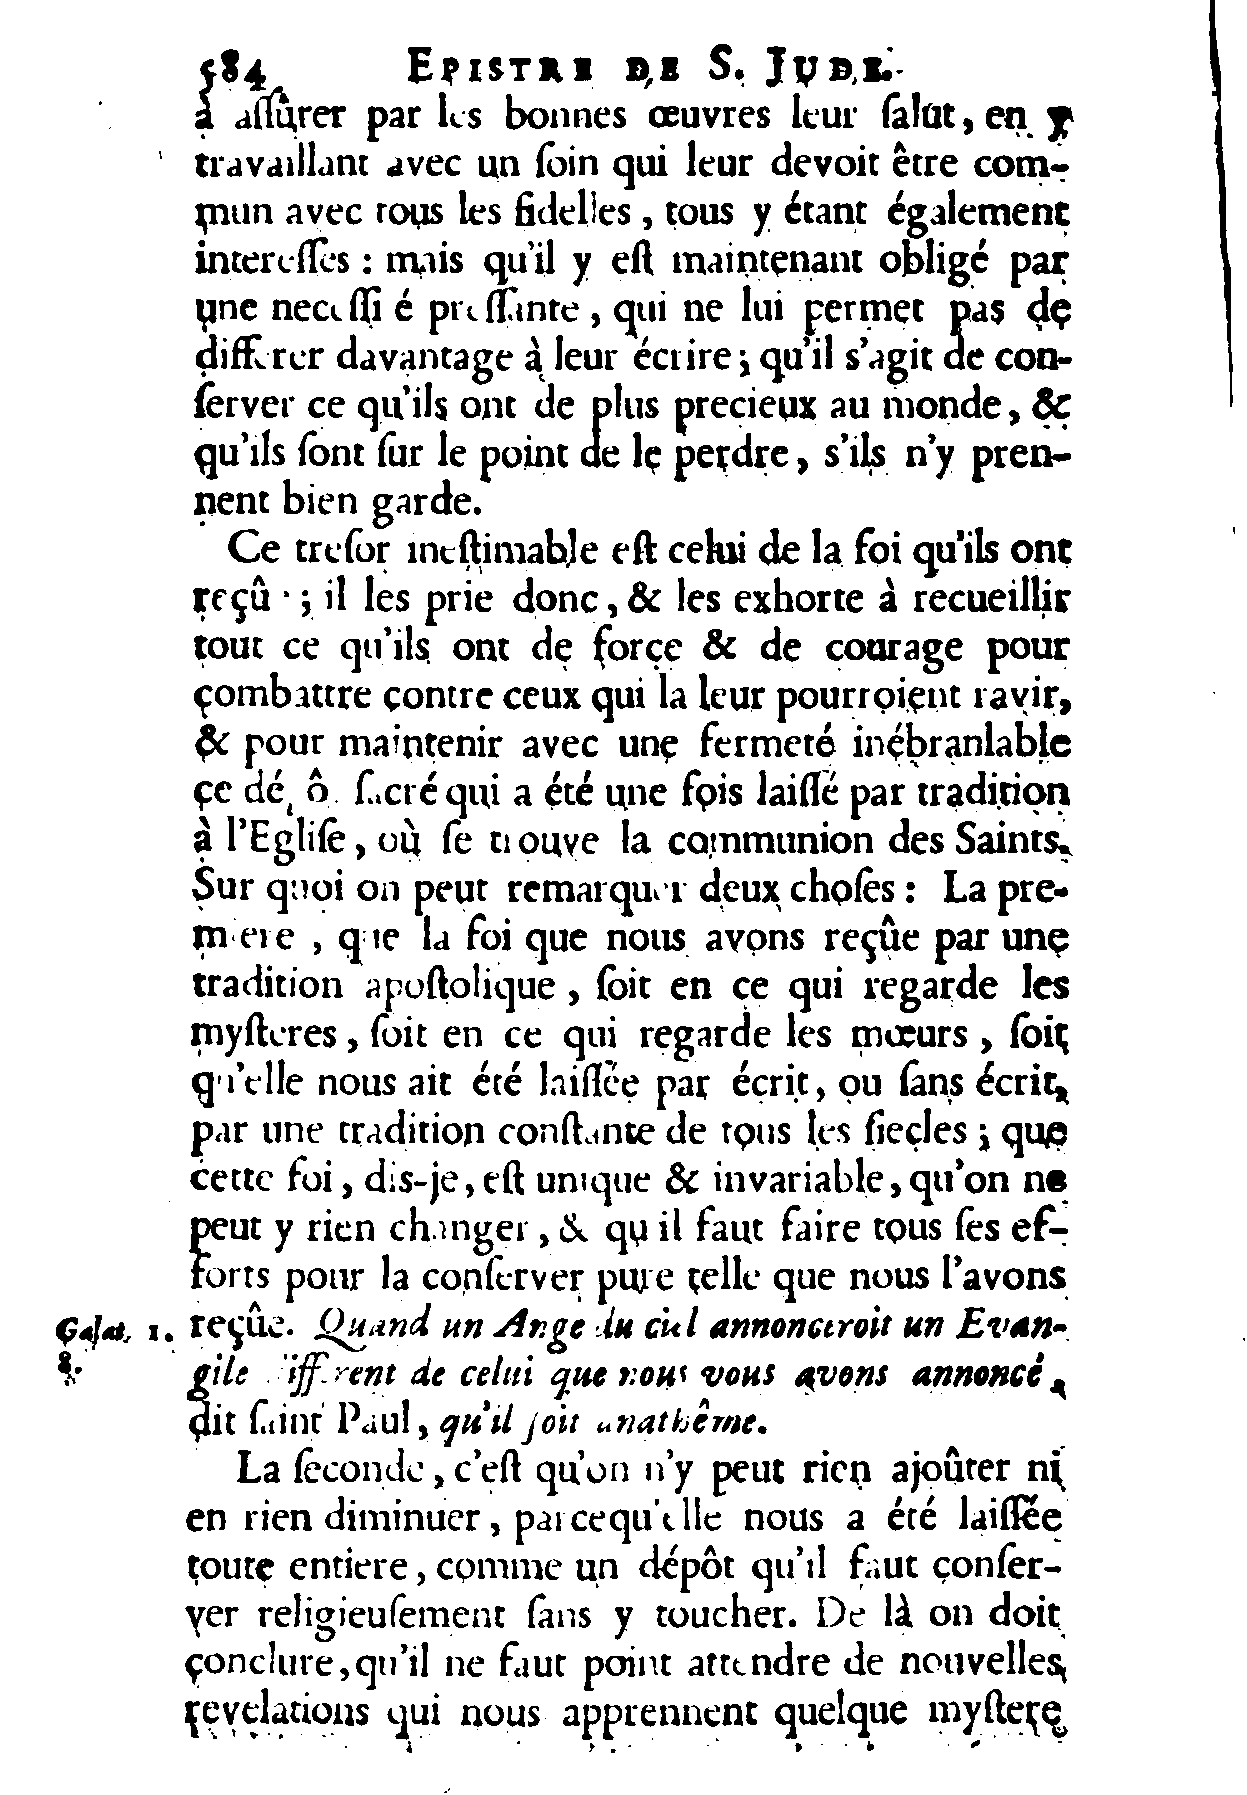 584 EPISTRE DE S. JUDE.
à assûrer par les bonnes œuvres leur salut, en y
travaillant avec un soin qui leur devoit être com-
mun avec tous les fidelles, tous y étant également
interessés : mais qu'il y est maintenant obligé par
une necessité pressante, qui ne lui permet pas de
differer davantage à leur écrire ; qu'il s'agit de con-
server ce qu'ils ont de plus precieux au monde, &
qu'ils sont sur le point de le perdre, s'ils n'y pren-
nent bien garde.
Ce tresor inestimable est celui de la foi qu'ils ont
reçû ; il les prie donc, & les exhorte à recueillir
tout ce qu'ils ont de force & de courage pour
combattre contre ceux qui la leur pourroient ravir,
& pour maintenir avec une fermeté inébranlable
ce dépô sacré qui a été une fois laissé par tradition
à l'Eglise, où se trouve la communion des Saints.
Sur quoi on peut remarquer deux choses : La pre-
miere, que la foi que nous avons reçûe par une
tradition apostolique, soit en ce qui regarde les
mysteres, soit en ce qui regarde les mœurs, soit
qu'elle nous ait été laissée par écrit, ou sans écrit,
par une tradition constante de tous les siecles ; que
cette foi, dis-je, est unique & invariable, qu'on ne
peut y rien changer, & qu'il faut faire tous ses ef-
forts pour la conserver pure telle que nous l'avons
Galat. 1. reçûe. Quand un Ange du ciel annonceroit un Evan-
8. gile different de celui que nous vous avons annoncé,
dit saint Paul, qu'il soit anathême.
La seconde, c'est qu'on n'y peut rien ajoûter ni
en rien diminuer, parcequ'elle nous a été laissée
toute entiere, comme un dépôt qu'il faut conser-
ver religieusement sans y toucher. De là on doit
conclure, qu'il ne faut point attendre de nouvelles
revelations qui nous apprennent quelque mystere